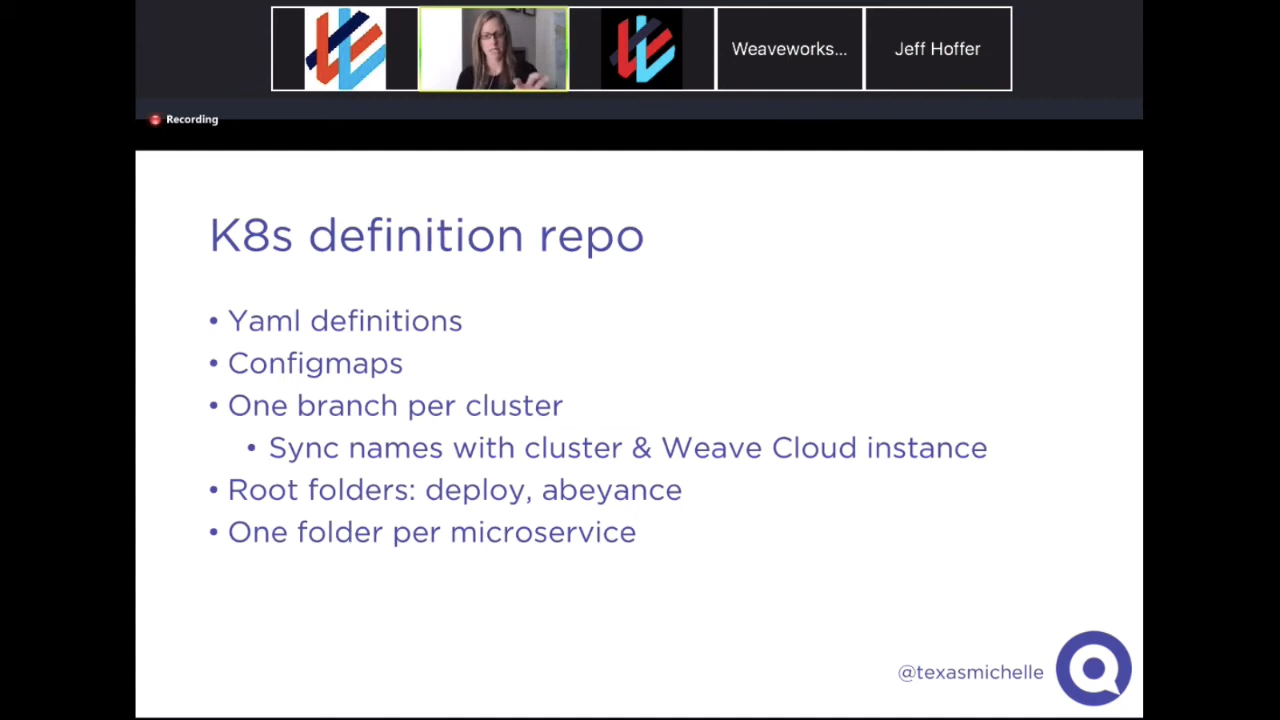 Weaveworks...
Jeff Hoffer
Recording
K8s definition repo
• Yaml definitions
• Configmaps
• One branch per cluster
• Sync names with cluster & Weave Cloud instance
• Root folders: deploy, abeyance
• One folder per microservice
@texasmichelle